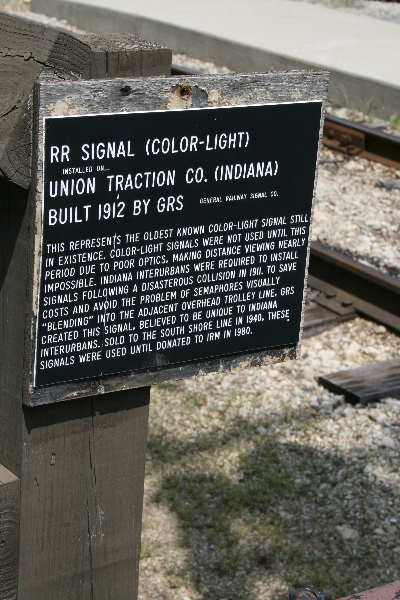 RR SIGNAL (COLOR-LIGHT)
INSTALLED ON...
UNION TRACTION CO. (INDIANA)
BUILT 1912 BY GRS GENERAL RAILWAY SIGNAL CO.
THIS REPRESENTS THE OLDEST KNOWN COLOR-LIGHT SIGNAL STILL
IN EXISTENCE. COLOR-LIGHT SIGNALS WERE NOT USED UNTIL THIS
PERIOD DUE TO POOR OPTICS, MAKING DISTANCE VIEWING NEARLY
IMPOSSIBLE. INDIANA INTERURBANS WERE REQUIRED TO INSTALL
SIGNALS FOLLOWING A DISASTEROUS COLLISION IN 1911. TO SAVE
COSTS AND AVOID THE PROBLEM OF SEMAPHORES VISUALLY
"BLENDING" INTO THE ADJACENT OVERHEAD TROLLEY LINE, GRS
CREATED THIS SIGNAL, BELIEVED TO BE UNIQUE TO INDIANA
INTERURBANS. SOLD TO THE SOUTH SHORE LINE IN 1940, THESE
SIGNALS WERE USED UNTIL DONATED TO IRM IN 1980.